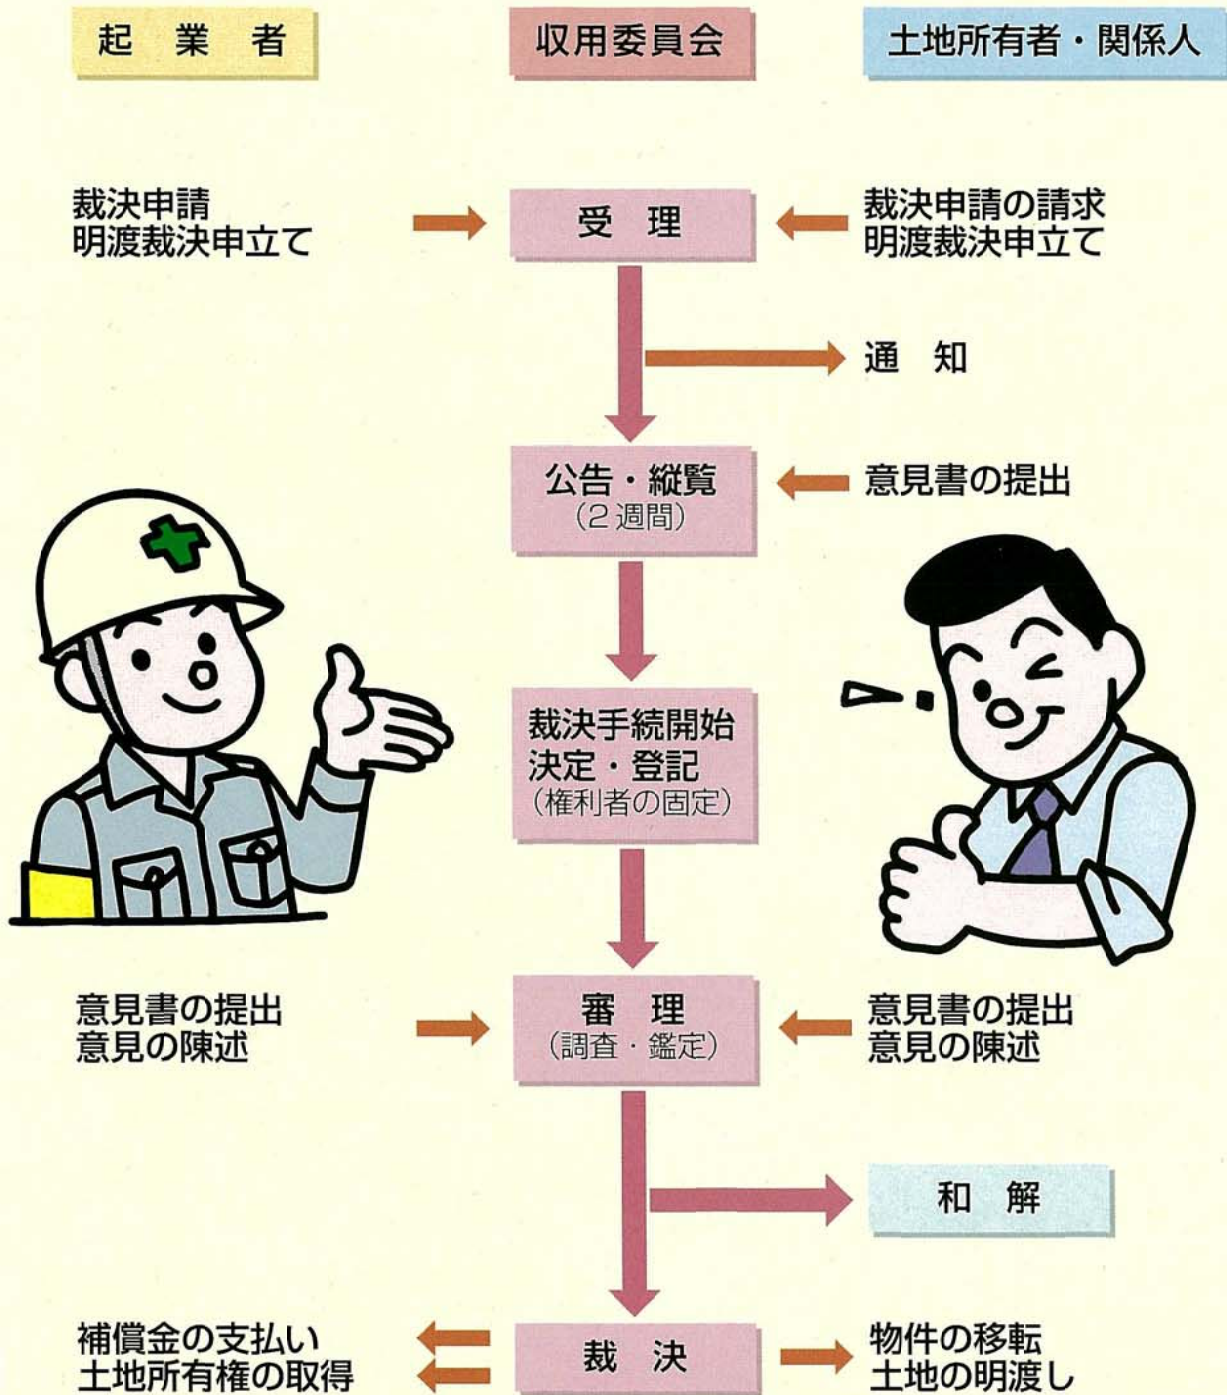 起 業 者
収用委員会
土地所有者・関係人
裁決申請
明渡裁決申立て
受 理
裁決申請の請求
明渡裁決申立て
通 知
公告・縦覧
(2週間)
意見書の提出
裁決手続開始
決定・登記
(権利者の固定)
意見書の提出
意見の陳述
審 理
(調査・鑑定)
意見書の提出
意見の陳述
和 解
補償金の支払い
土地所有権の取得
裁 決
物件の移転
土地の明渡し